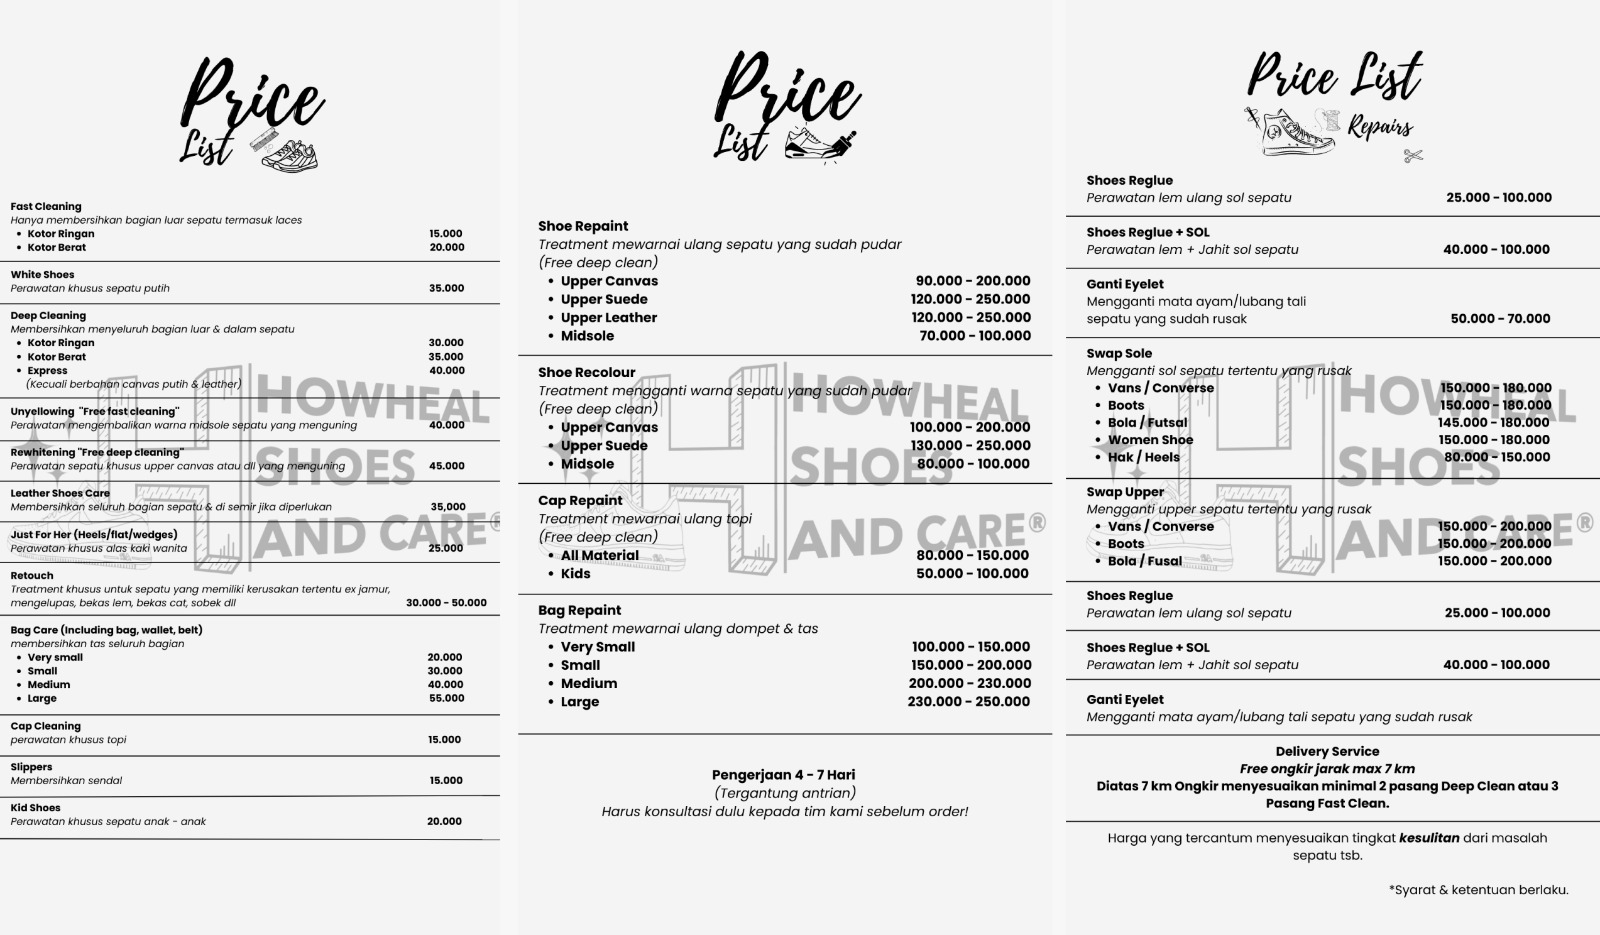 Price
List
Fast Cleaning
Hanya membersihkan bagian luar sepatu termasuk laces
• Kotor Ringan 15.000
• Kotor Berat 20.000
White Shoes
Perawatan khusus sepatu putih 35.000
Deep Cleaning
Membersihkan menyeluruh bagian luar & dalam sepatu
• Kotor Ringan 30.000
• Kotor Berat 35.000
• Express 40.000
(Kecuali berbahan canvas putih & leather)
Unyellowing "Free fast cleaning"
Perawatan mengembalikan warna midsole sepatu yang menguning 40.000
Rewhitening "Free deep cleaning"
Perawatan sepatu khusus upper canvas atau dll yang menguning 45.000
Leather Shoes Care
Membersihkan seluruh bagian sepatu & di semir jika diperlukan 35,000
Just For Her (Heels/flat/wedges)
Perawatan khusus alas kaki wanita 25.000
Retouch
Treatment khusus untuk sepatu yang memiliki kerusakan tertentu ex jamur,
mengelupas, bekas lem, bekas cat, sobek dll 30.000 - 50.000
Bag Care (Including bag, wallet, belt)
membersihkan tas seluruh bagian
• Very small 20.000
• Small 30.000
• Medium 40.000
• Large 55.000
Cap Cleaning
perawatan khusus topi 15.000
Slippers
Membersihkan sendal 15.000
Kid Shoes
Perawatan khusus sepatu anak - anak 20.000
HOWHEAL
SHOES
AND CARE®
Price
List
Shoe Repaint
Treatment mewarnai ulang sepatu yang sudah pudar
(Free deep clean)
• Upper Canvas 90.000 - 200.000
• Upper Suede 120.000 - 250.000
• Upper Leather 120.000 - 250.000
• Midsole 70.000 - 100.000
Shoe Recolour
Treatment mengganti warna sepatu yang sudah pudar
(Free deep clean)
• Upper Canvas 100.000 - 200.000
• Upper Suede 130.000 - 250.000
• Midsole 80.000 - 100.000
Cap Repaint
Treatment mewarnai ulang topi
(Free deep clean)
• All Material 80.000 - 150.000
• Kids 50.000 - 100.000
Bag Repaint
Treatment mewarnai ulang dompet & tas
• Very Small 100.000 - 150.000
• Small 150.000 - 200.000
• Medium 200.000 - 230.000
• Large 230.000 - 250.000
Pengerjaan 4 - 7 Hari
(Tergantung antrian)
Harus konsultasi dulu kepada tim kami sebelum order!
HOWHEAL
SHOES
AND CARE®
Price List
Repairs
Shoes Reglue
Perawatan lem ulang sol sepatu 25.000 - 100.000
Shoes Reglue + SOL
Perawatan lem + Jahit sol sepatu 40.000 - 100.000
Ganti Eyelet
Mengganti mata ayam/lubang tali
sepatu yang sudah rusak 50.000 - 70.000
Swap Sole
Mengganti sol sepatu tertentu yang rusak
• Vans / Converse 150.000 - 180.000
• Boots 150.000 - 180.000
• Bola / Futsal 145.000 - 180.000
• Women Shoe 150.000 - 180.000
• Hak / Heels 80.000 - 150.000
Swap Upper
Mengganti upper sepatu tertentu yang rusak
• Vans / Converse 150.000 - 200.000
• Boots 150.000 - 200.000
• Bola / Fusal 150.000 - 200.000
Shoes Reglue
Perawatan lem ulang sol sepatu 25.000 - 100.000
Shoes Reglue + SOL
Perawatan lem + Jahit sol sepatu 40.000 - 100.000
Ganti Eyelet
Mengganti mata ayam/lubang tali sepatu yang sudah rusak
Delivery Service
Free ongkir jarak max 7 km
Diatas 7 km Ongkir menyesuaikan minimal 2 pasang Deep Clean atau 3
Pasang Fast Clean.
Harga yang tercantum menyesuaikan tingkat kesulitan dari masalah
sepatu tsb.
*Syarat & ketentuan berlaku.
HOWHEAL
SHOES
AND CARE®